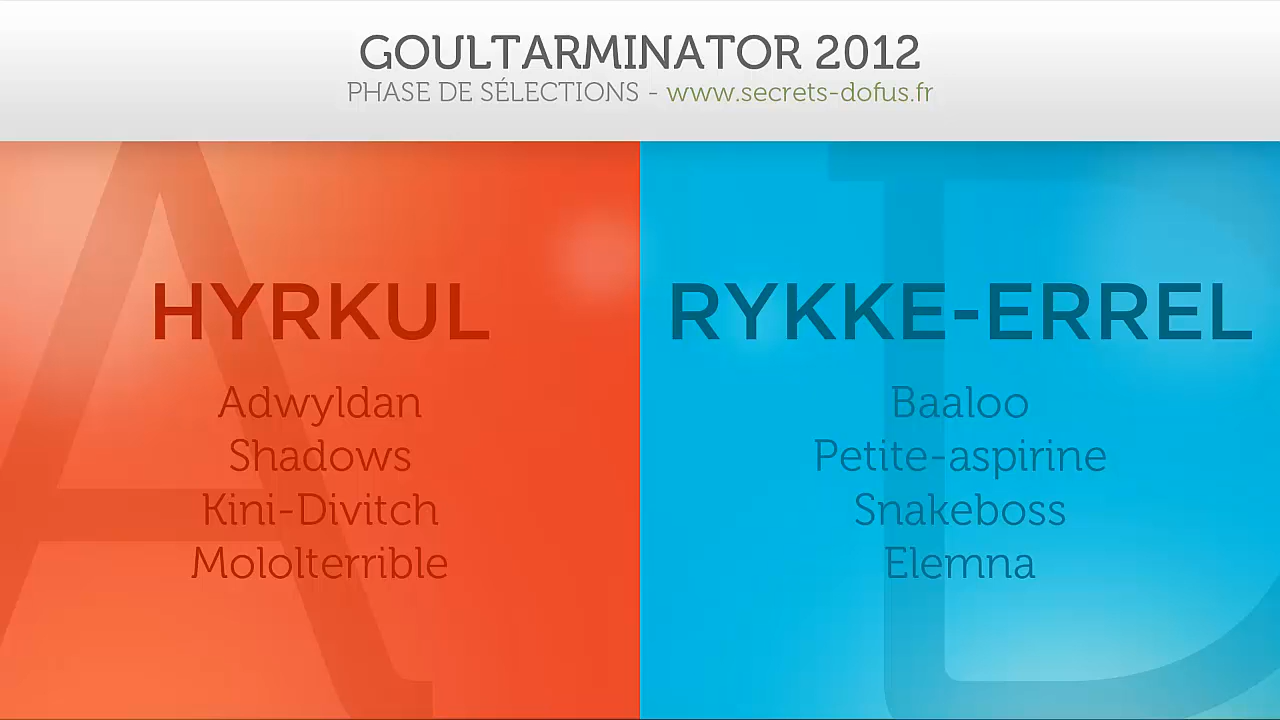 GOULTARMINATOR 2012
PHASE DE SÉLECTIONS - www.secrets-dofus.fr
HYRKUL
Adwyldan
Shadows
Kini-Divitch
Mololterrible
RYKKE-ERREL
Baaloo
Petite-aspirine
Snakeboss
Elemna